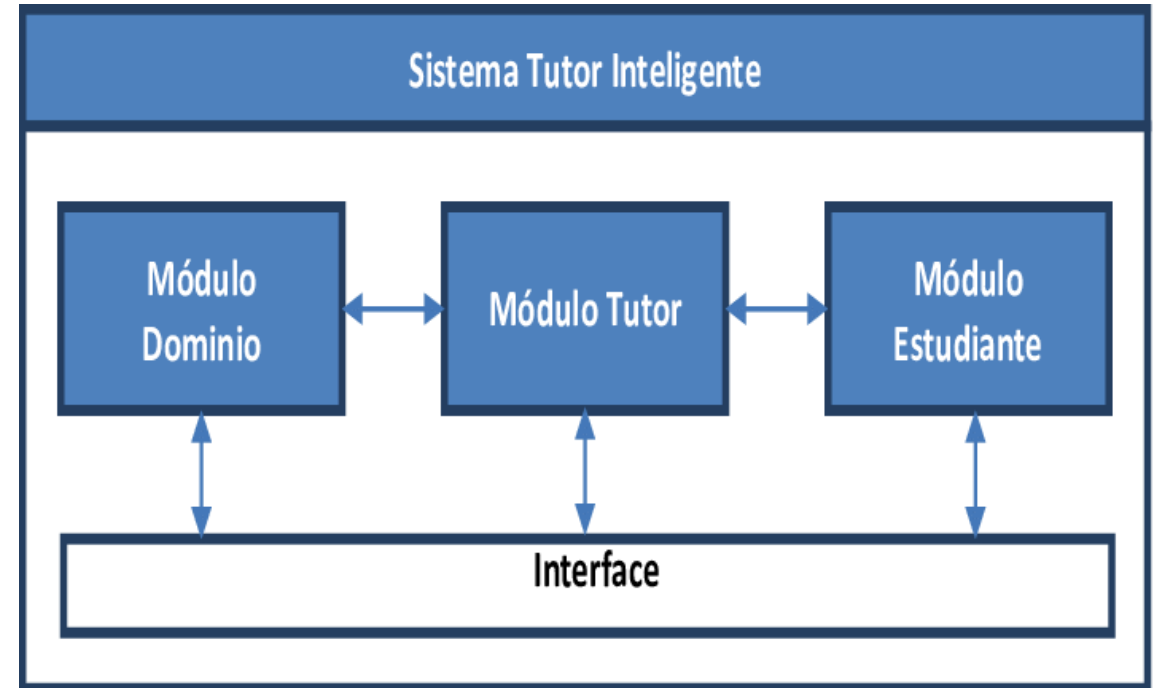 Sistema Tutor Inteligente
Módulo
Dominio
Módulo Tutor
Módulo
Estudiante
Interface